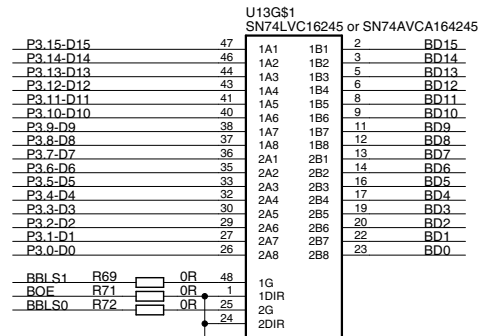 U13G$1
SN74LVC16245 or SN74AVCA164245
P3.15-D15 47 1A1 1B1 2 BD15
P3.14-D14 46 1A2 1B2 3 BD14
P3.13-D13 44 1A3 1B3 5 BD13
P3.12-D12 43 1A4 1B4 6 BD12
P3.11-D11 41 1A5 1B5 8 BD11
P3.10-D10 40 1A6 1B6 9 BD10
P3.9-D9 38 1A7 1B7 11 BD9
P3.8-D8 37 1A8 1B8 12 BD8
P3.7-D7 36 2A1 2B1 13 BD7
P3.6-D6 35 2A2 2B2 14 BD6
P3.5-D5 33 2A3 2B3 16 BD5
P3.4-D4 32 2A4 2B4 17 BD4
P3.3-D3 30 2A5 2B5 19 BD3
P3.2-D2 29 2A6 2B6 20 BD2
P3.1-D1 27 2A7 2B7 22 BD1
P3.0-D0 26 2A8 2B8 23 BD0
BBLS1 R69 0R 48 1G
BOE R71 0R 1 1DIR
BBLS0 R72 0R 25 2G
24 2DIR